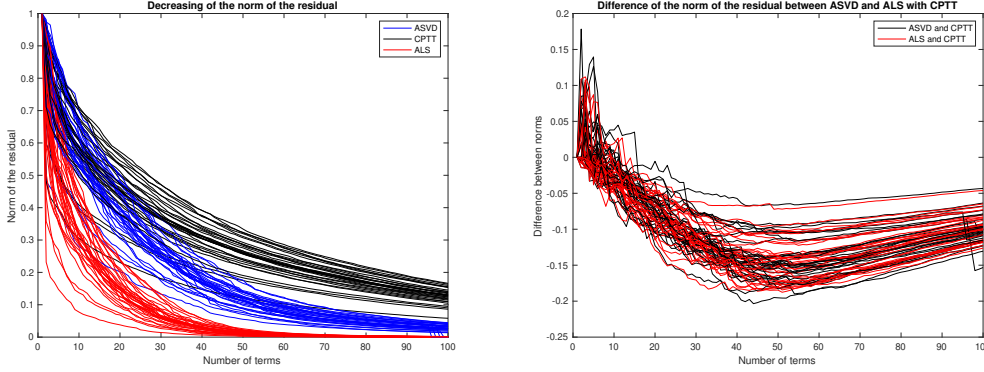 Decreasing of the norm of the residual
1
0.9
0.8
0.7
0.6
0.5
0.4
0.3
0.2
0.1
0
Norm of the residual
0 10 20 30 40 50 60 70 80 90 100
Number of terms
ASVD
CPTT
ALS
Difference of the norm of the residual between ASVD and ALS with CPTT
0.2
0.15
0.1
0.05
0
-0.05
-0.1
-0.15
-0.2
-0.25
Difference between norms
0 10 20 30 40 50 60 70 80 90 100
Number of terms
ASVD and CPTT
ALS and CPTT